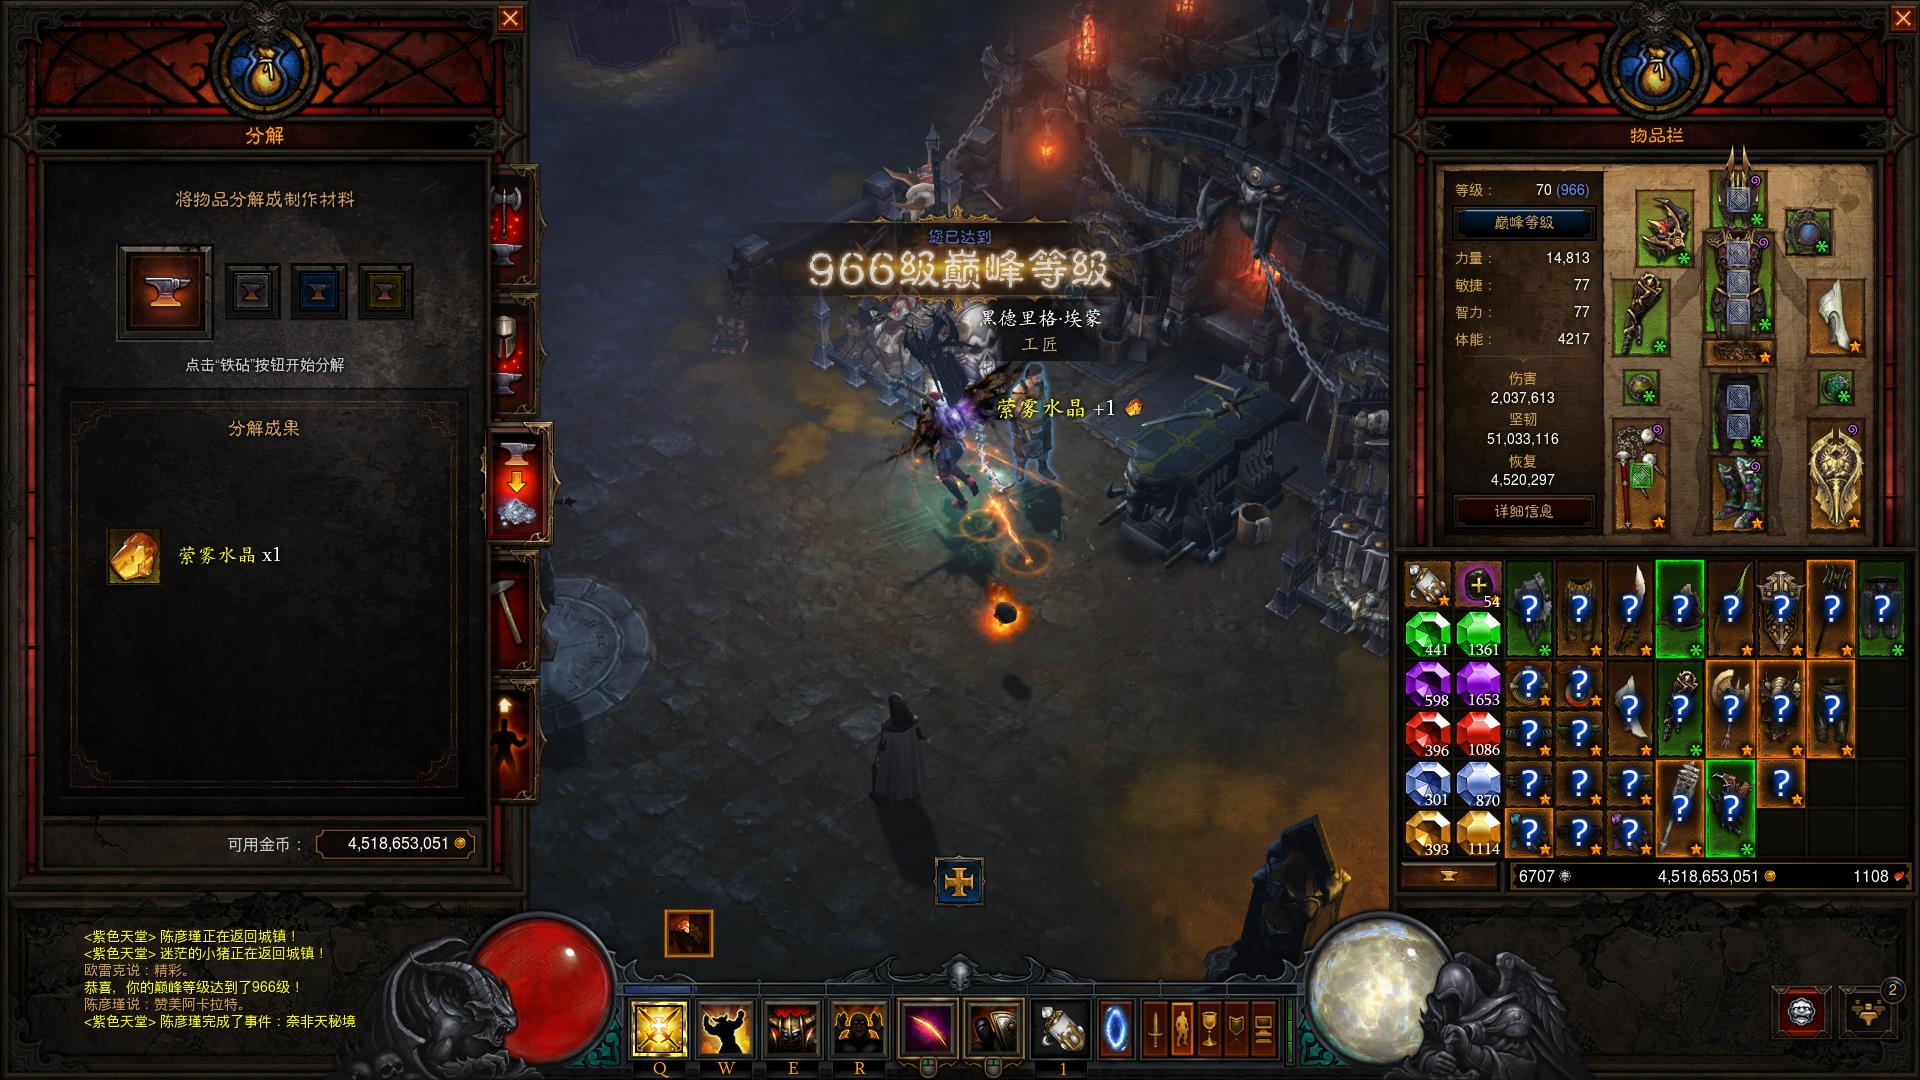 分解
将物品分解成制作材料
点击“铁砧”按钮开始分解
分解成果
萤雾水晶 x1
可用金币： 4,518,653,051
<紫色天堂> 陈彦瑾正在返回城镇！
<紫色天堂> 迷茫的小猪正在返回城镇！
欧雷克说：精彩。
恭喜，你的巅峰等级达到了966级！
陈彦瑾说：赞美阿卡拉特。
<紫色天堂> 陈彦瑾完成了事件：奈非天秘境
您已达到
966级巅峰等级
黑德里格·埃蒙
工匠
萤雾水晶 +1
Q W E R 1
物品栏
等级： 70 (966)
巅峰等级
力量： 14,813
敏捷： 77
智力： 77
体能： 4217
伤害
2,037,613
坚韧
51,033,116
恢复
4,520,297
详细信息
54
441 1361
598 1653
396 1086
301 870
393 1114
? ? ? ? ? ? ? ?
? ? ? ? ? ? ?
? ?
? ? ? ? ? ?
? ? ?
6707 4,518,653,051 1108
2